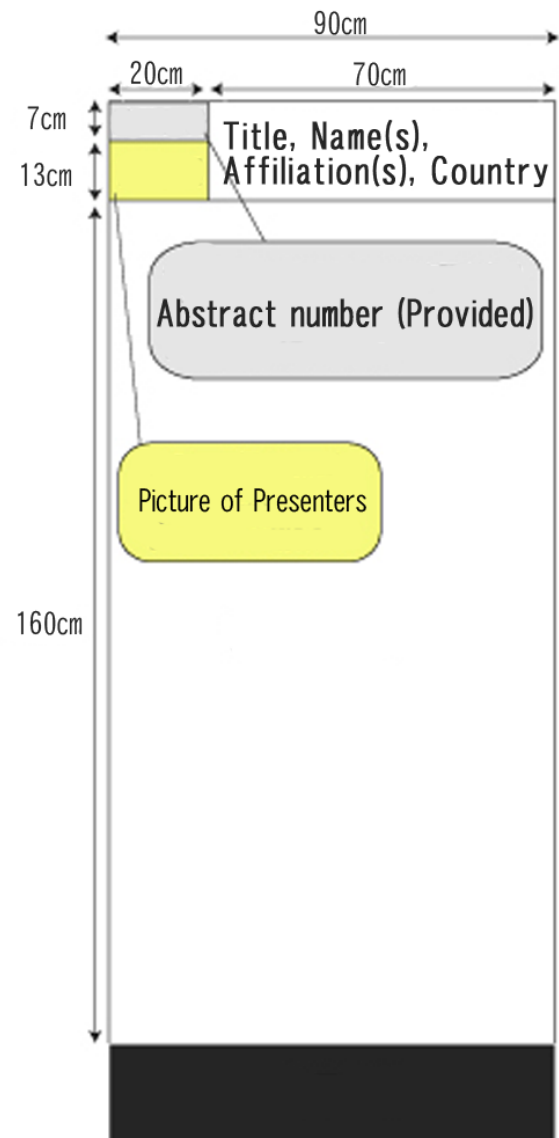 90cm
20cm
70cm
7cm
13cm
Title, Name(s),
Affiliation(s), Country
Abstract number (Provided)
Picture of Presenters
160cm